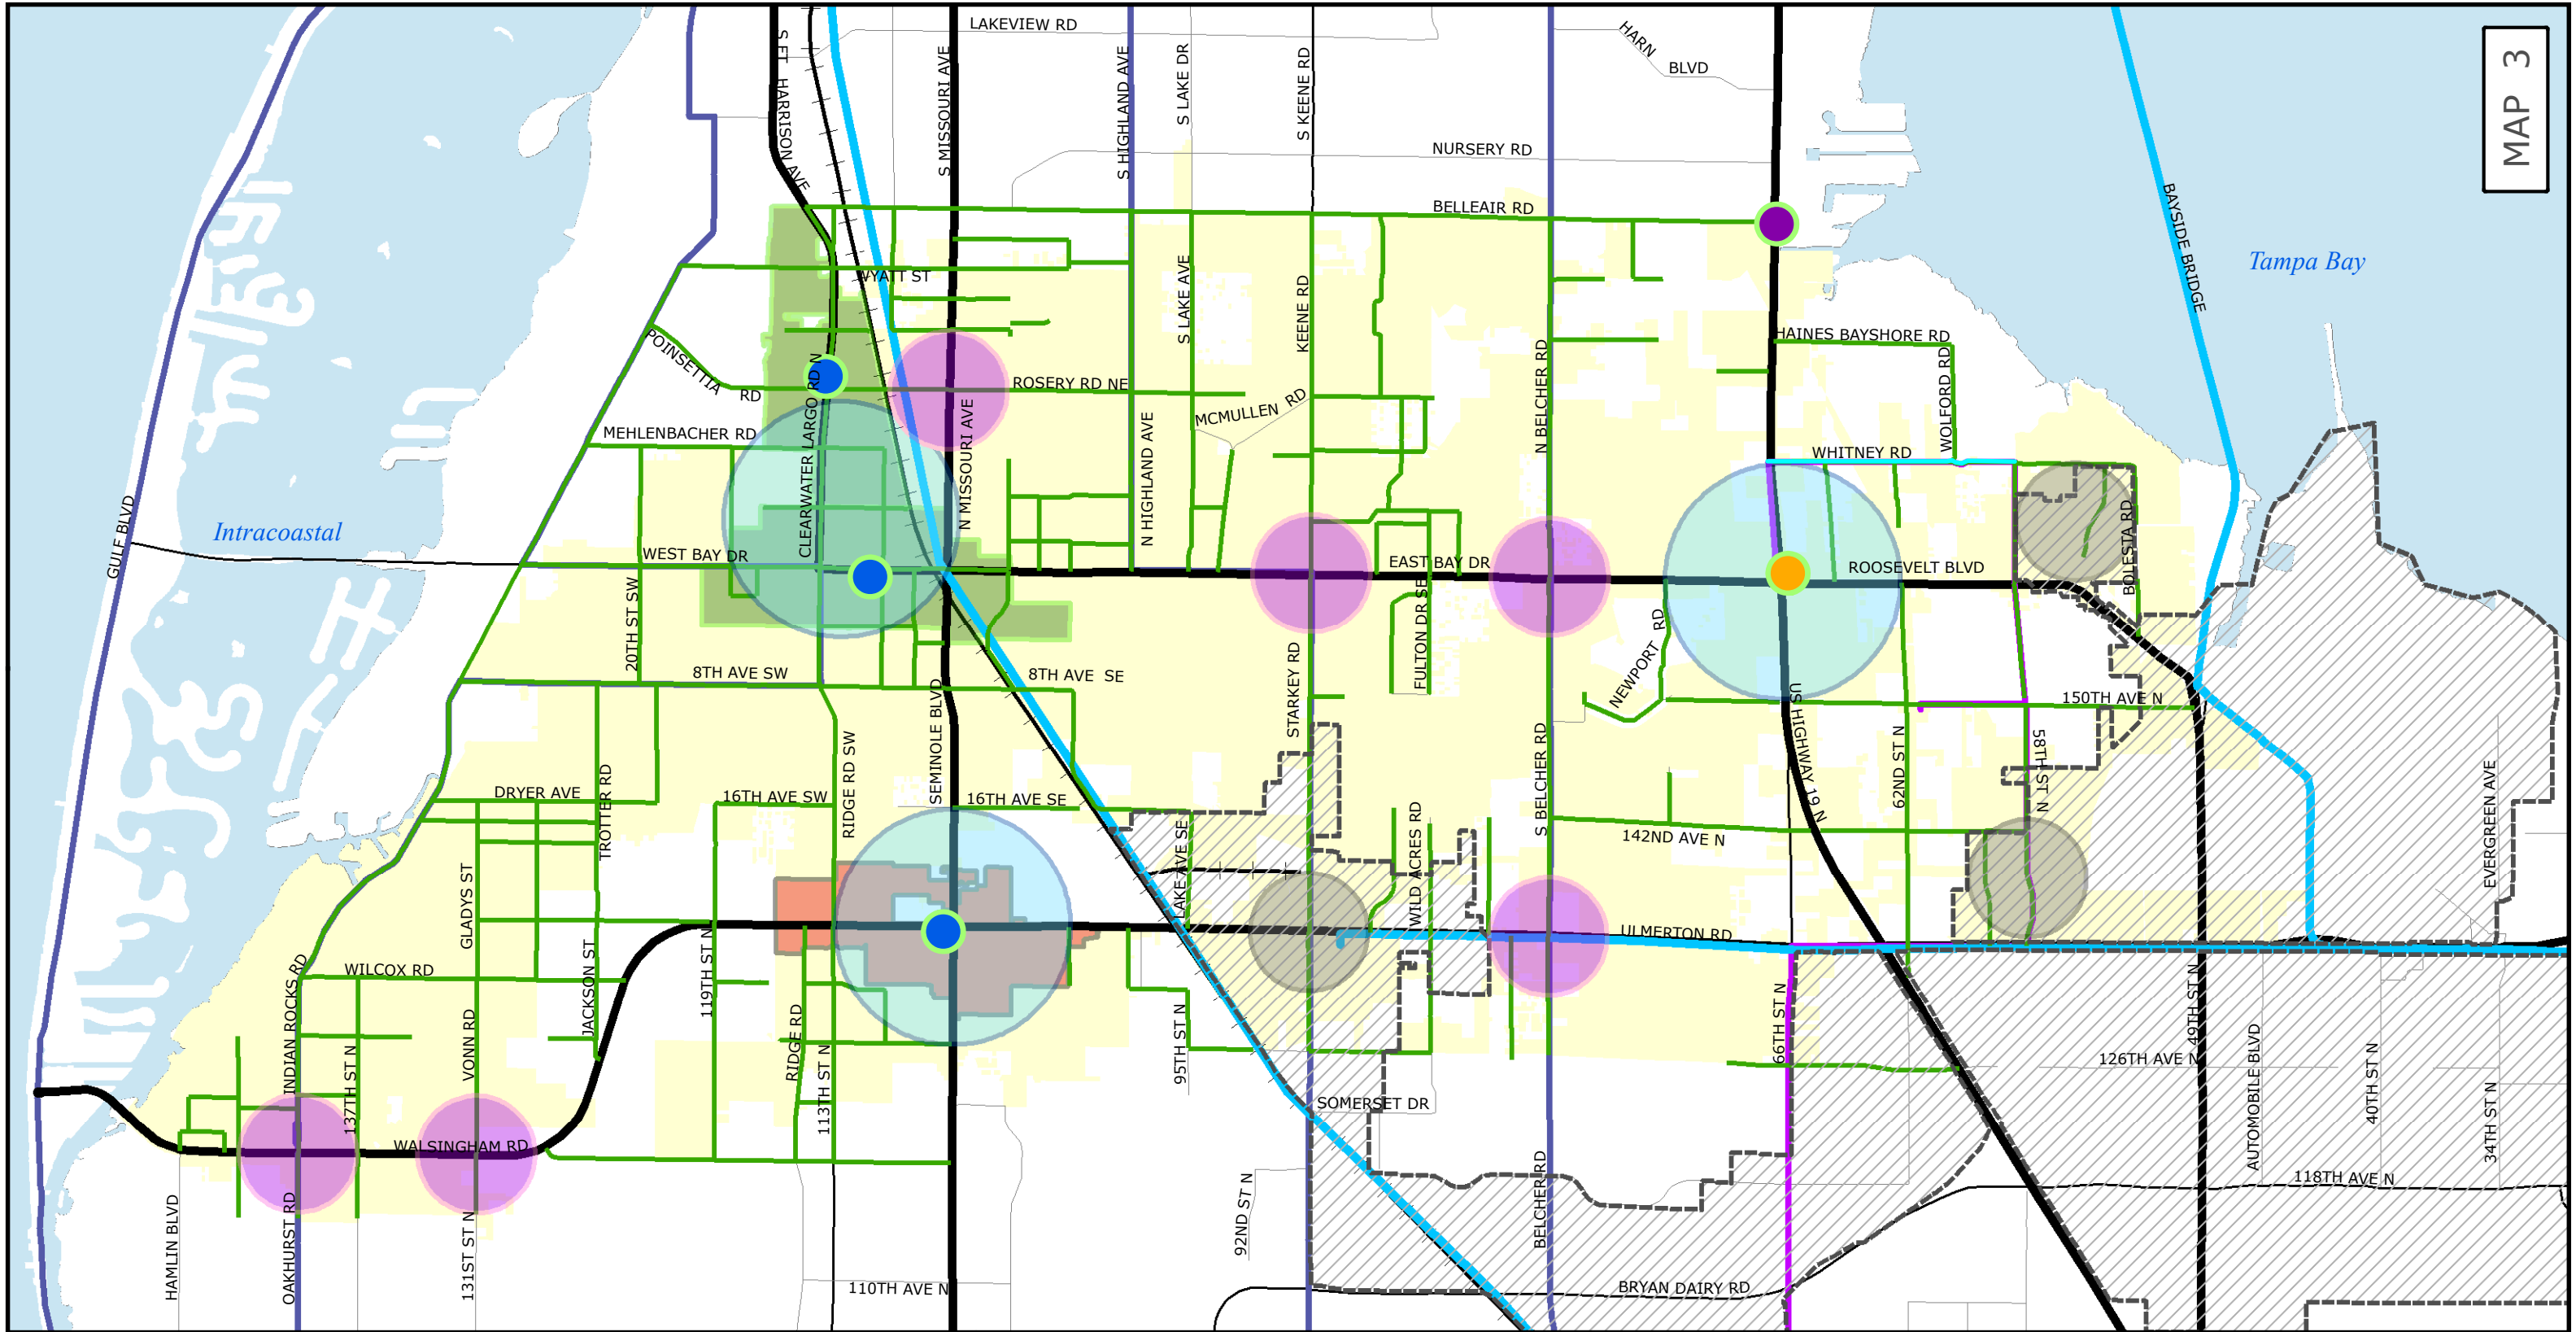 LAKEVIEW RD
HARN
BLVD
MAP 3
S FT HARRISON AVE
S MISSOURI AVE
S HIGHLAND AVE
S LAKE DR
S KEENE RD
NURSERY RD
BELLEAIR RD
BAYSIDE BRIDGE
Tampa Bay
WYATT ST
S LAKE AVE
KEENE RD
POINSETTIA
RD
HAINES BAYSHORE RD
WOLFORD RD
N BELCHER RD
CLEARWATER LARGO RD N
ROSERY RD NE
MCMULLEN RD
MEHLENBACHER RD
N MISSOURI AVE
N HIGHLAND AVE
WHITNEY RD
GULF BLVD
Intracoastal
WEST BAY DR
EAST BAY DR
ROOSEVELT BLVD
BOLESTA RD
20TH ST SW
FULTON DR SE
NEWPORT RD
STARKEY RD
8TH AVE SW
8TH AVE SE
SEMINOLE BLVD
150TH AVE N
US HIGHWAY 19 N
62ND ST N
58TH ST N
S BELCHER RD
DRYER AVE
TROTTER RD
16TH AVE SW
RIDGE RD SW
16TH AVE SE
LAKE AVE SE
WILD ACRES RD
142ND AVE N
EVERGREEN AVE
GLADYS ST
ULMERTON RD
WILCOX RD
JACKSON ST
119TH ST N
INDIAN ROCKS RD
VONN RD
RIDGE RD
95TH ST N
66TH ST N
49TH ST N
126TH AVE N
AUTOMOBILE BLVD
40TH ST N
34TH ST N
137TH ST N
113TH ST N
SOMERSET DR
WALSINGHAM RD
HAMLIN BLVD
OAKHURST RD
131ST ST N
92ND ST N
BELCHER RD
118TH AVE N
110TH AVE N
BRYAN DAIRY RD